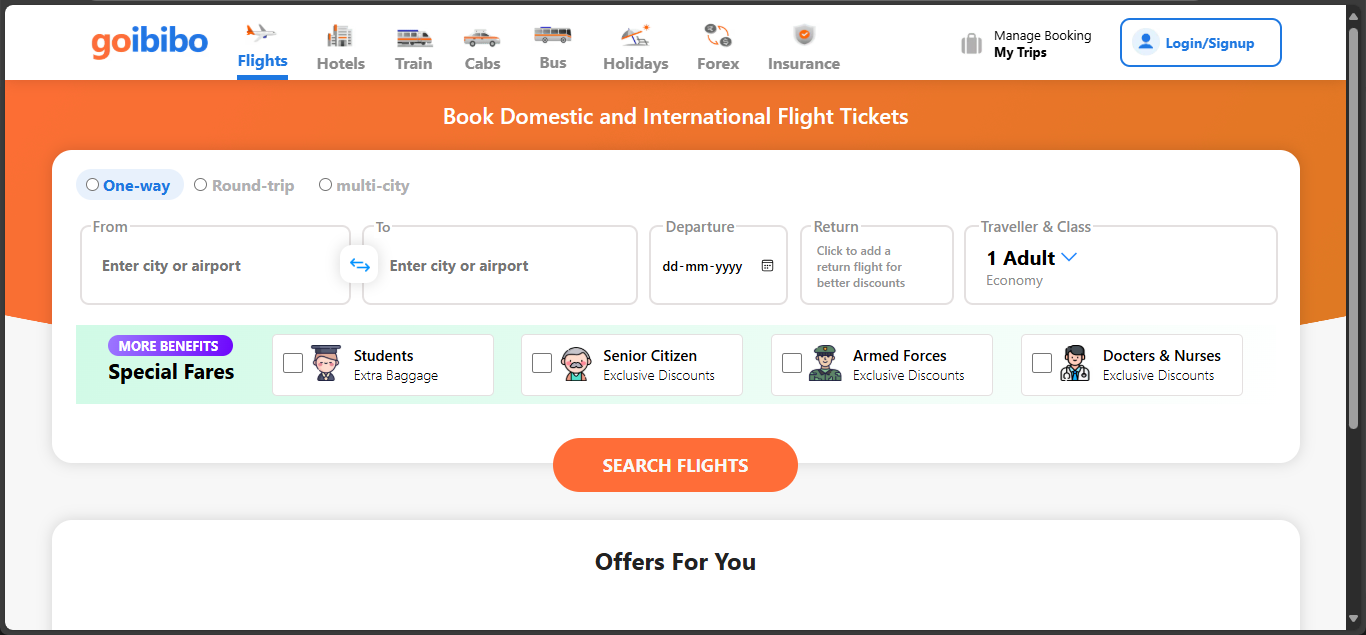 goibibo
Flights
Hotels
Train
Cabs
Bus
Holidays
Forex
Insurance
Manage Booking
My Trips
Login/Signup
Book Domestic and International Flight Tickets
One-way
Round-trip
multi-city
From
Enter city or airport
To
Enter city or airport
Departure
dd-mm-yyyy
Return
Click to add a
return flight for
better discounts
Traveller & Class
1 Adult
Economy
MORE BENEFITS
Special Fares
Students
Extra Baggage
Senior Citizen
Exclusive Discounts
Armed Forces
Exclusive Discounts
Docters & Nurses
Exclusive Discounts
SEARCH FLIGHTS
Offers For You